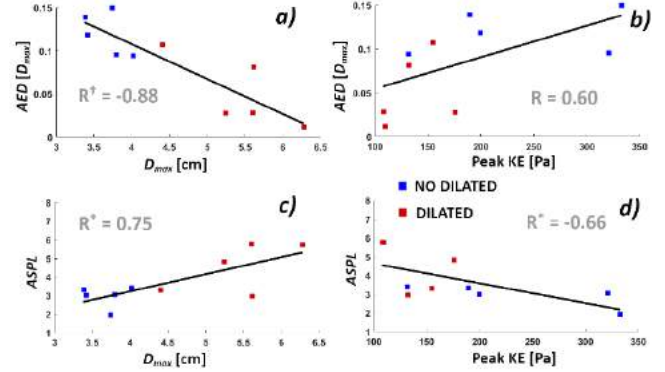 a)
AED [Dmax]
0.15
0.1
0.05
0
R† = -0.88
3 3.5 4 4.5 5 5.5 6 6.5
Dmax [cm]
b)
AED [Dmax]
0.15
0.1
0.05
0
R = 0.60
100 150 200 250 300 350
Peak KE [Pa]
c)
ASPL
8
7
6
5
4
3
2
1
R* = 0.75
3 3.5 4 4.5 5 5.5 6 6.5
Dmax [cm]
NO DILATED
DILATED
d)
ASPL
8
7
6
5
4
3
2
1
R* = -0.66
100 150 200 250 300 350
Peak KE [Pa]